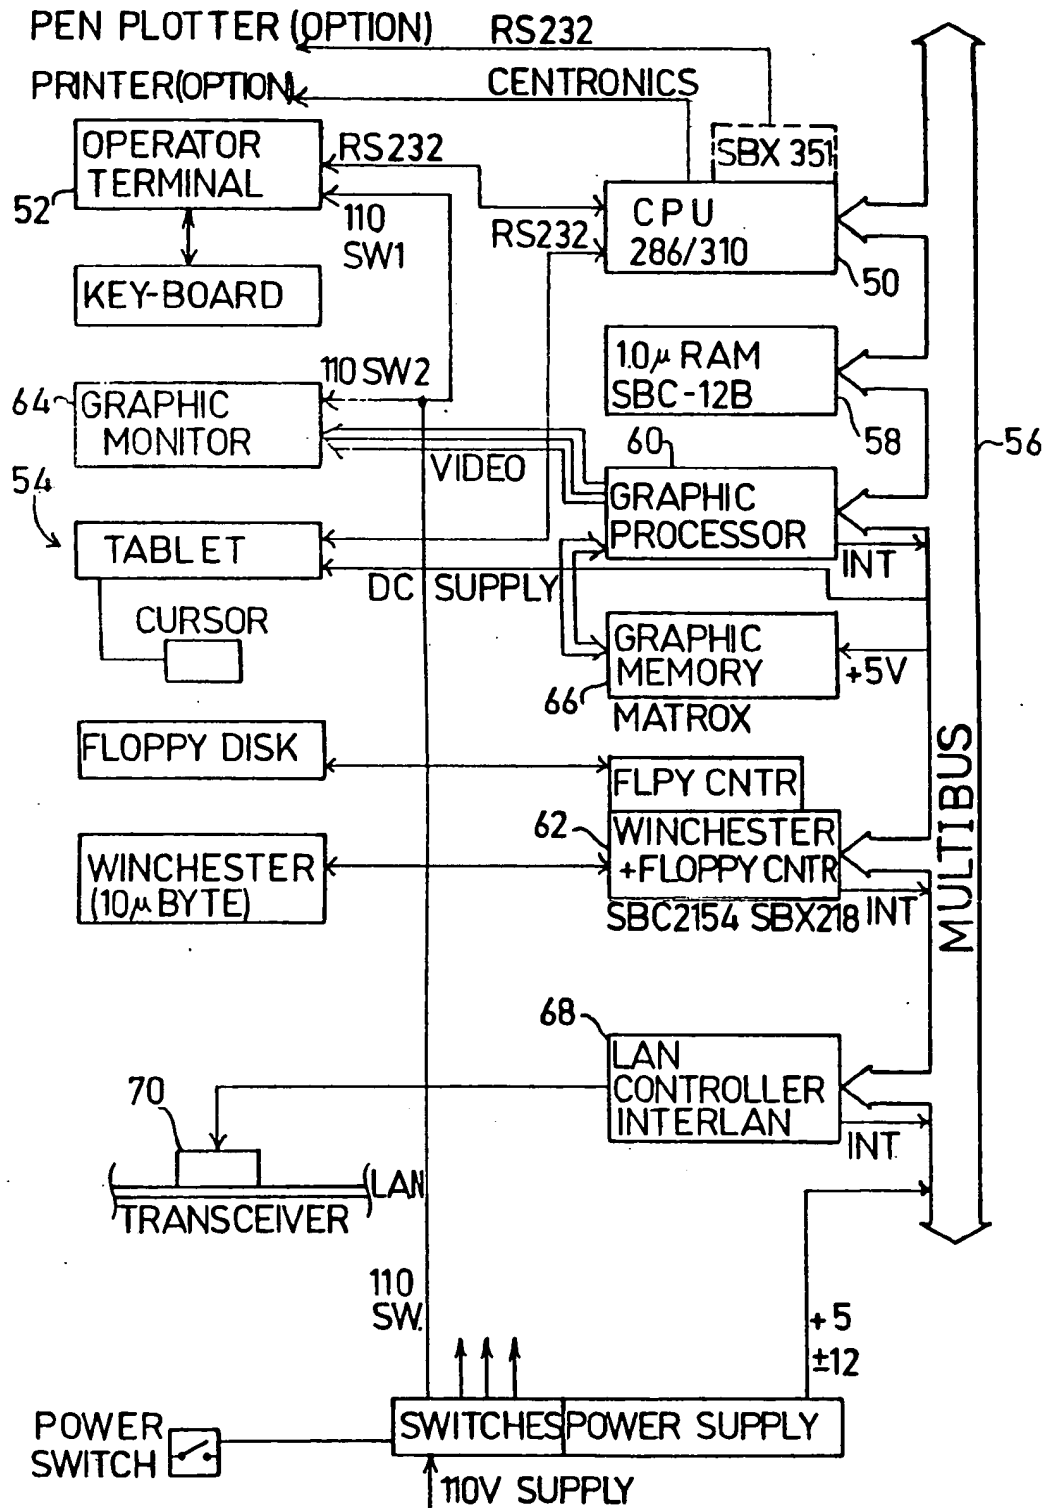 PEN PLOTTER (OPTION)
RS232
PRINTER(OPTION)
CENTRONICS
OPERATOR
TERMINAL
52
RS232
110
SW1
SBX 351
CPU
286/310
50
RS232
KEY-BOARD
110 SW2
1.0μ RAM
SBC-12B
58
64
GRAPHIC
MONITOR
VIDEO
60
GRAPHIC
PROCESSOR
INT
56
54
TABLET
DC SUPPLY
CURSOR
GRAPHIC
MEMORY
+5V
66
MATROX
MULTIBUS
FLOPPY DISK
FLPY CNTR
62
WINCHESTER
+FLOPPY CNTR
SBC2154 SBX218
INT
WINCHESTER
(10μ BYTE)
68
LAN
CONTROLLER
INTERLAN
INT
70
LAN
TRANSCEIVER
110
SW.
+5
±12
POWER
SWITCH
SWITCHES
POWER SUPPLY
110V SUPPLY